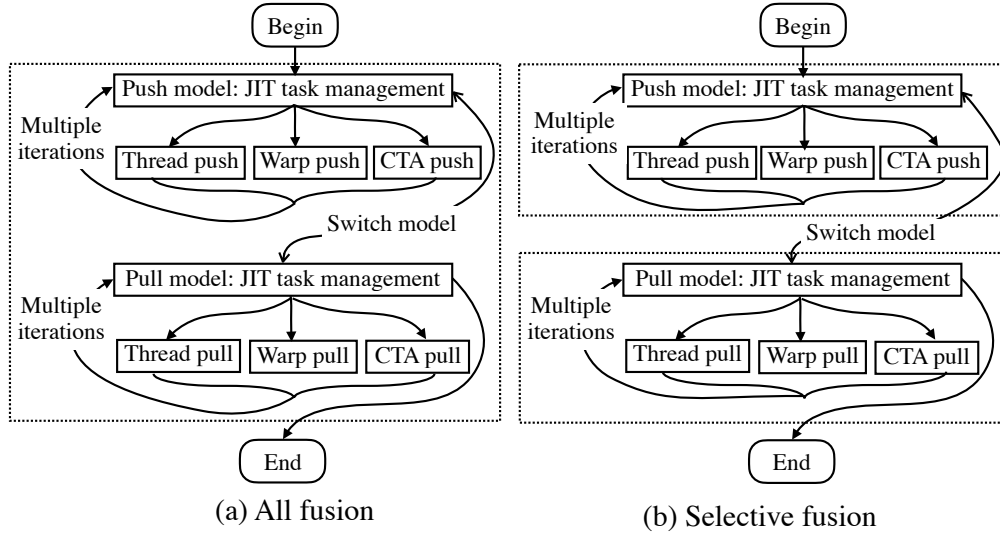 Begin
Push model: JIT task management
Multiple
iterations
Thread push
Warp push
CTA push
Switch model
Pull model: JIT task management
Multiple
iterations
Thread pull
Warp pull
CTA pull
End
(a) All fusion
Begin
Push model: JIT task management
Multiple
iterations
Thread push
Warp push
CTA push
Switch model
Pull model: JIT task management
Multiple
iterations
Thread pull
Warp pull
CTA pull
End
(b) Selective fusion